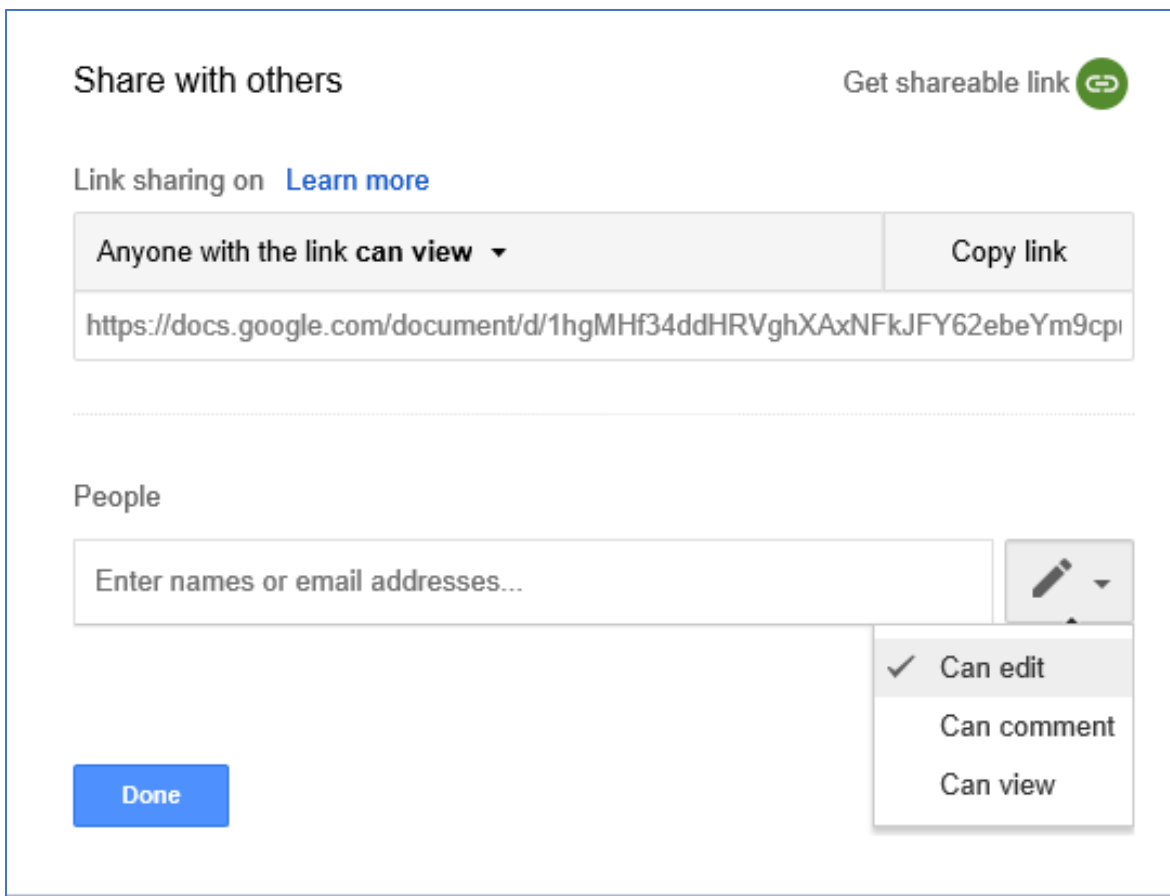 Share with others
Get shareable link
Link sharing on Learn more
Anyone with the link can view
Copy link
https://docs.google.com/document/d/1hgMHf34ddHRVghXAxNFkJFY62ebeYm9cp
People
Enter names or email addresses...
Can edit
Can comment
Can view
Done